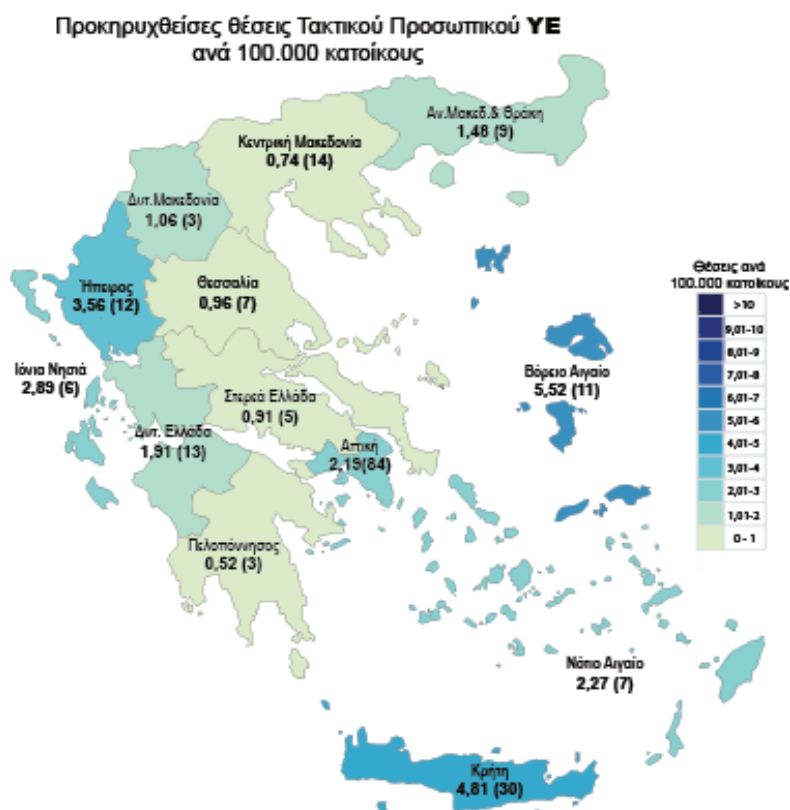 Προκηρυχθείσες θέσεις Τακτικού Προσωπικού ΥΕ
ανά 100.000 κατοίκους
Αν.Μακεδ.& Θράκη
1,48 (9)
Κεντρική Μακεδονία
0,74 (14)
Δυτ.Μακεδονία
1,06 (3)
Ήπειρος
3,56 (12)
Θεσσαλία
0,96 (7)
Ιόνια Νησιά
2,89 (6)
Στερεά Ελλάδα
0,91 (5)
Βόρειο Αιγαίο
5,52 (11)
Δυτ. Ελλάδα
1,91 (13)
Αττική
2,19(84)
Πελοπόννησος
0,52 (3)
Νότιο Αιγαίο
2,27 (7)
Κρήτη
4,81 (30)
Θέσεις ανά
100.000 κατοίκους
>10
9,01-10
8,01-9
7,01-8
6,01-7
5,01-6
4,01-5
3,01-4
2,01-3
1,01-2
0 - 1